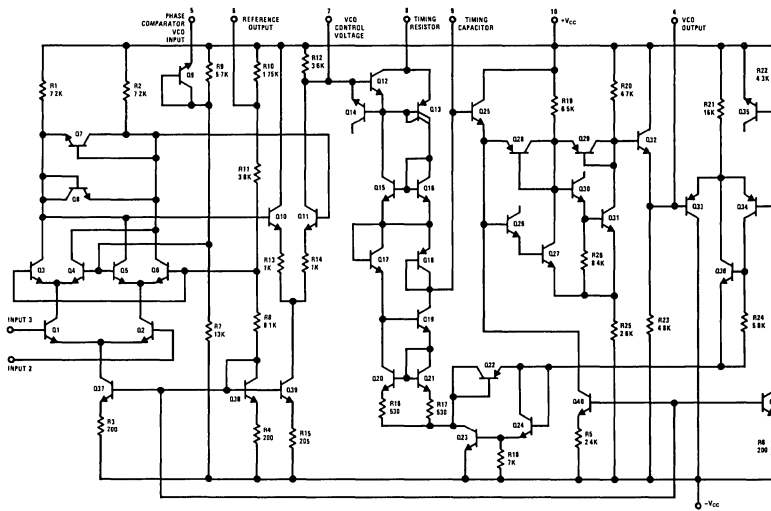 5
PHASE
COMPARATOR
VCO
INPUT
6
REFERENCE
OUTPUT
7
VCO
CONTROL
VOLTAGE
8
TIMING
RESISTOR
9
TIMING
CAPACITOR
10
+VCC
4
VCO
OUTPUT
R1
7.2K
R2
7.2K
Q9
R9
5.7K
R10
1.75K
R12
3.6K
Q12
Q14
Q13
Q25
R19
6.5K
R20
4.7K
Q32
R21
16K
R22
4.3K
Q35
Q7
Q8
R11
3.8K
Q28
Q29
Q15
Q16
Q30
Q31
Q10
Q11
Q26
Q33
Q34
R13
1K
R14
1K
Q17
Q18
Q27
R26
8.4K
Q36
Q3
Q4
Q5
Q6
INPUT 3
Q1
Q2
INPUT 2
R7
13K
R8
8.1K
Q19
R25
2.6K
R23
4.8K
R24
5.8K
Q37
Q38
Q39
Q20
Q21
Q22
Q24
Q40
R3
200
R4
200
R15
205
R16
530
R17
530
Q23
R18
7K
R5
2.4K
R6
200
-VCC